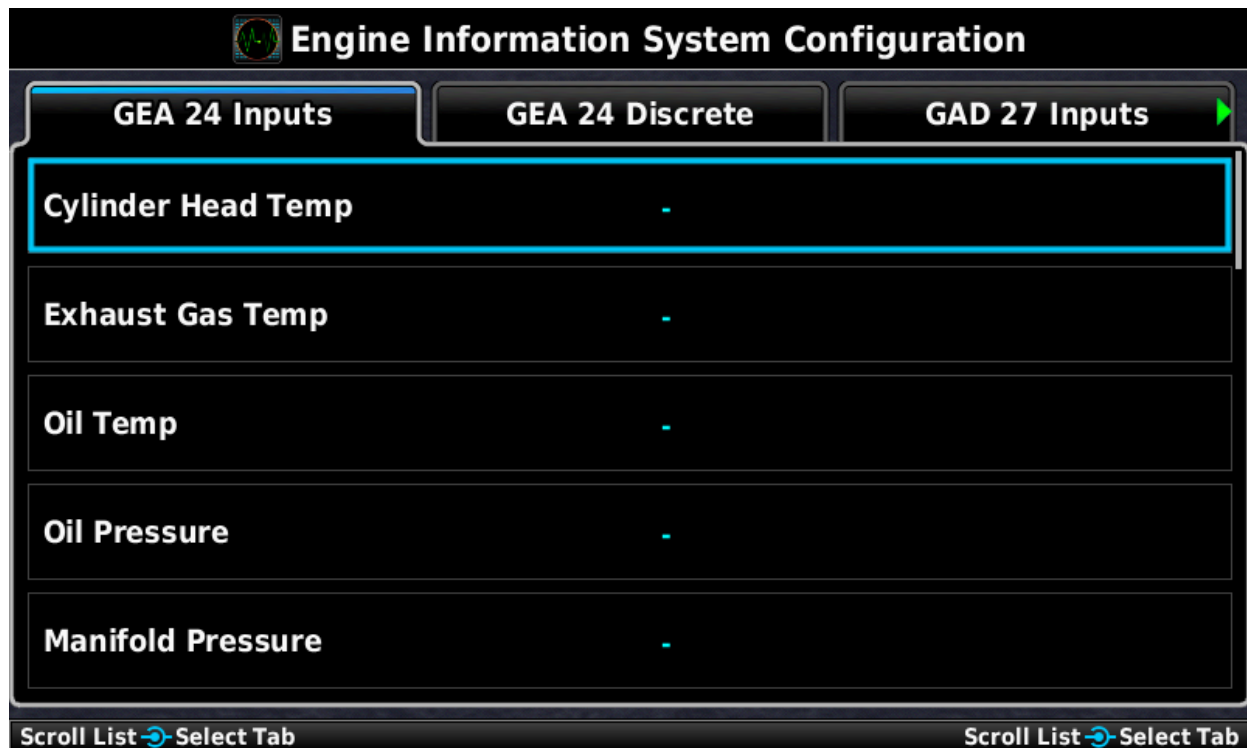 Engine Information System Configuration
GEA 24 Inputs GEA 24 Discrete GAD 27 Inputs
Cylinder Head Temp -
Exhaust Gas Temp -
Oil Temp -
Oil Pressure -
Manifold Pressure -
Scroll List Select Tab Scroll List Select Tab